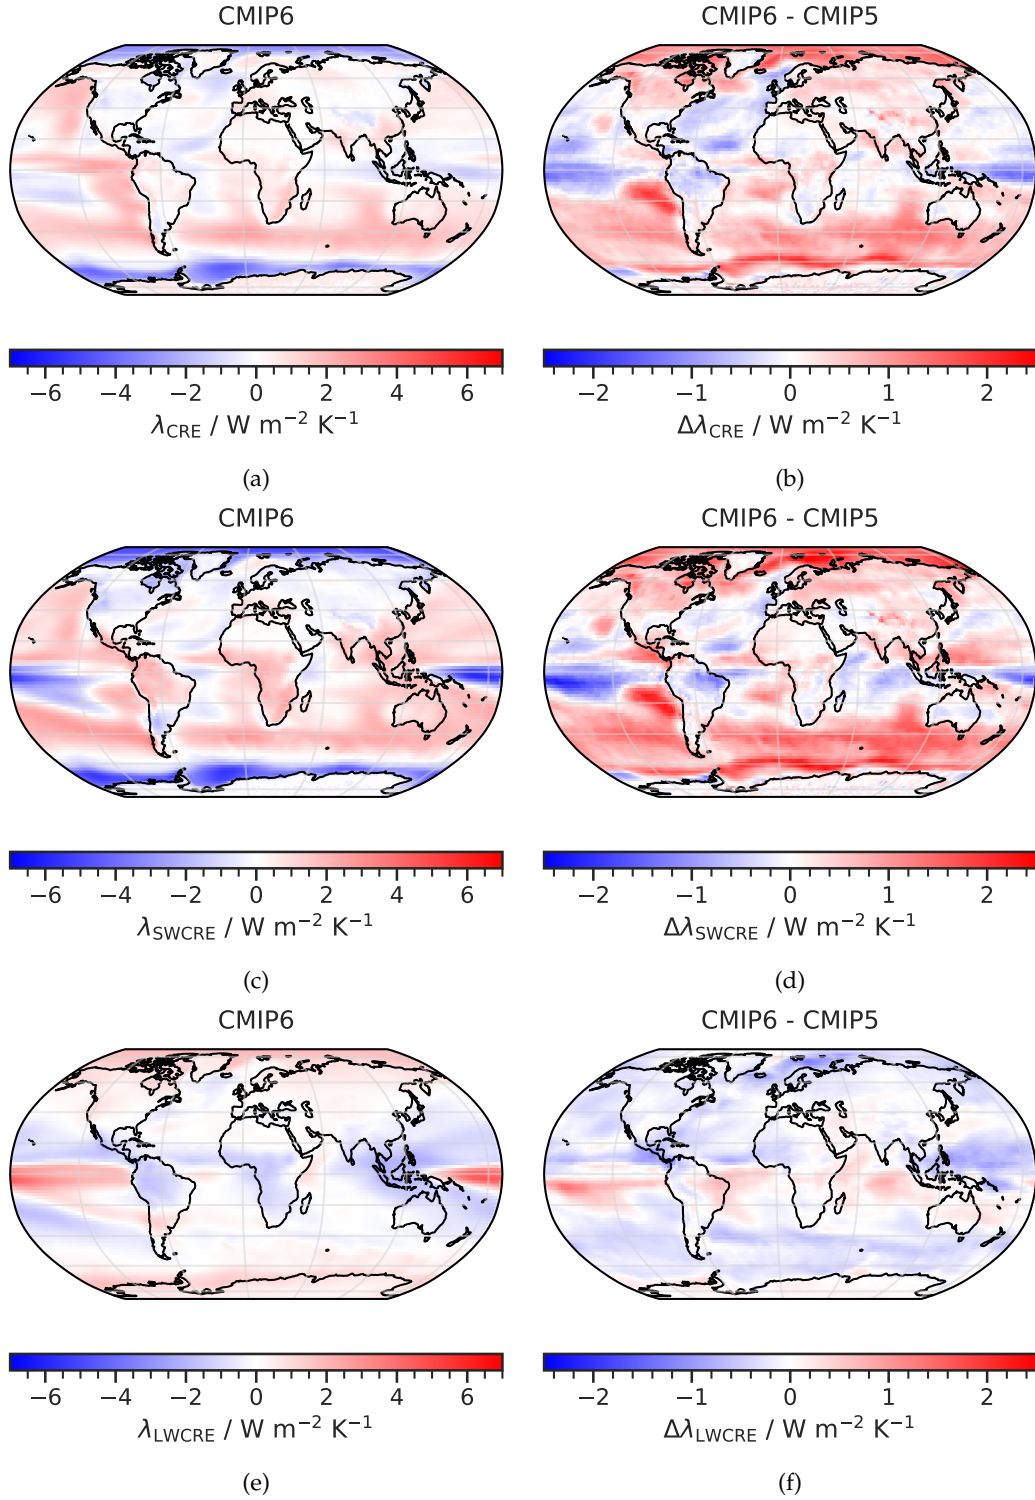 CMIP6
CMIP6 - CMIP5
−6 −4 −2 0 2 4 6
−2 −1 0 1 2
λCRE / W m⁻² K⁻¹
ΔλCRE / W m⁻² K⁻¹
(a)
(b)
CMIP6
CMIP6 - CMIP5
−6 −4 −2 0 2 4 6
−2 −1 0 1 2
λSWCRE / W m⁻² K⁻¹
ΔλSWCRE / W m⁻² K⁻¹
(c)
(d)
CMIP6
CMIP6 - CMIP5
−6 −4 −2 0 2 4 6
−2 −1 0 1 2
λLWCRE / W m⁻² K⁻¹
ΔλLWCRE / W m⁻² K⁻¹
(e)
(f)